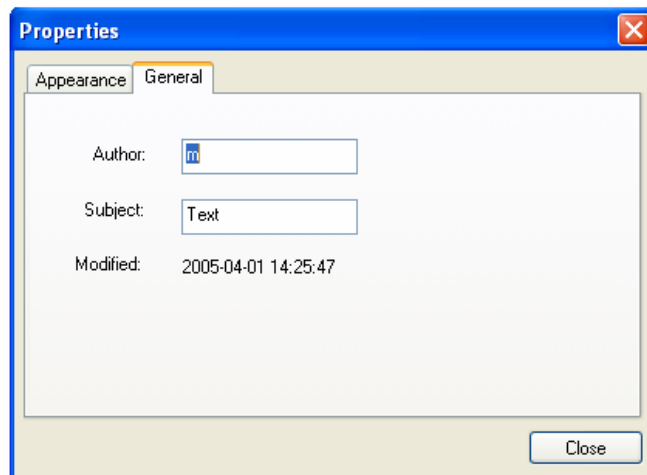 Properties
Appearance General
Author: m
Subject: Text
Modified: 2005-04-01 14:25:47
Close